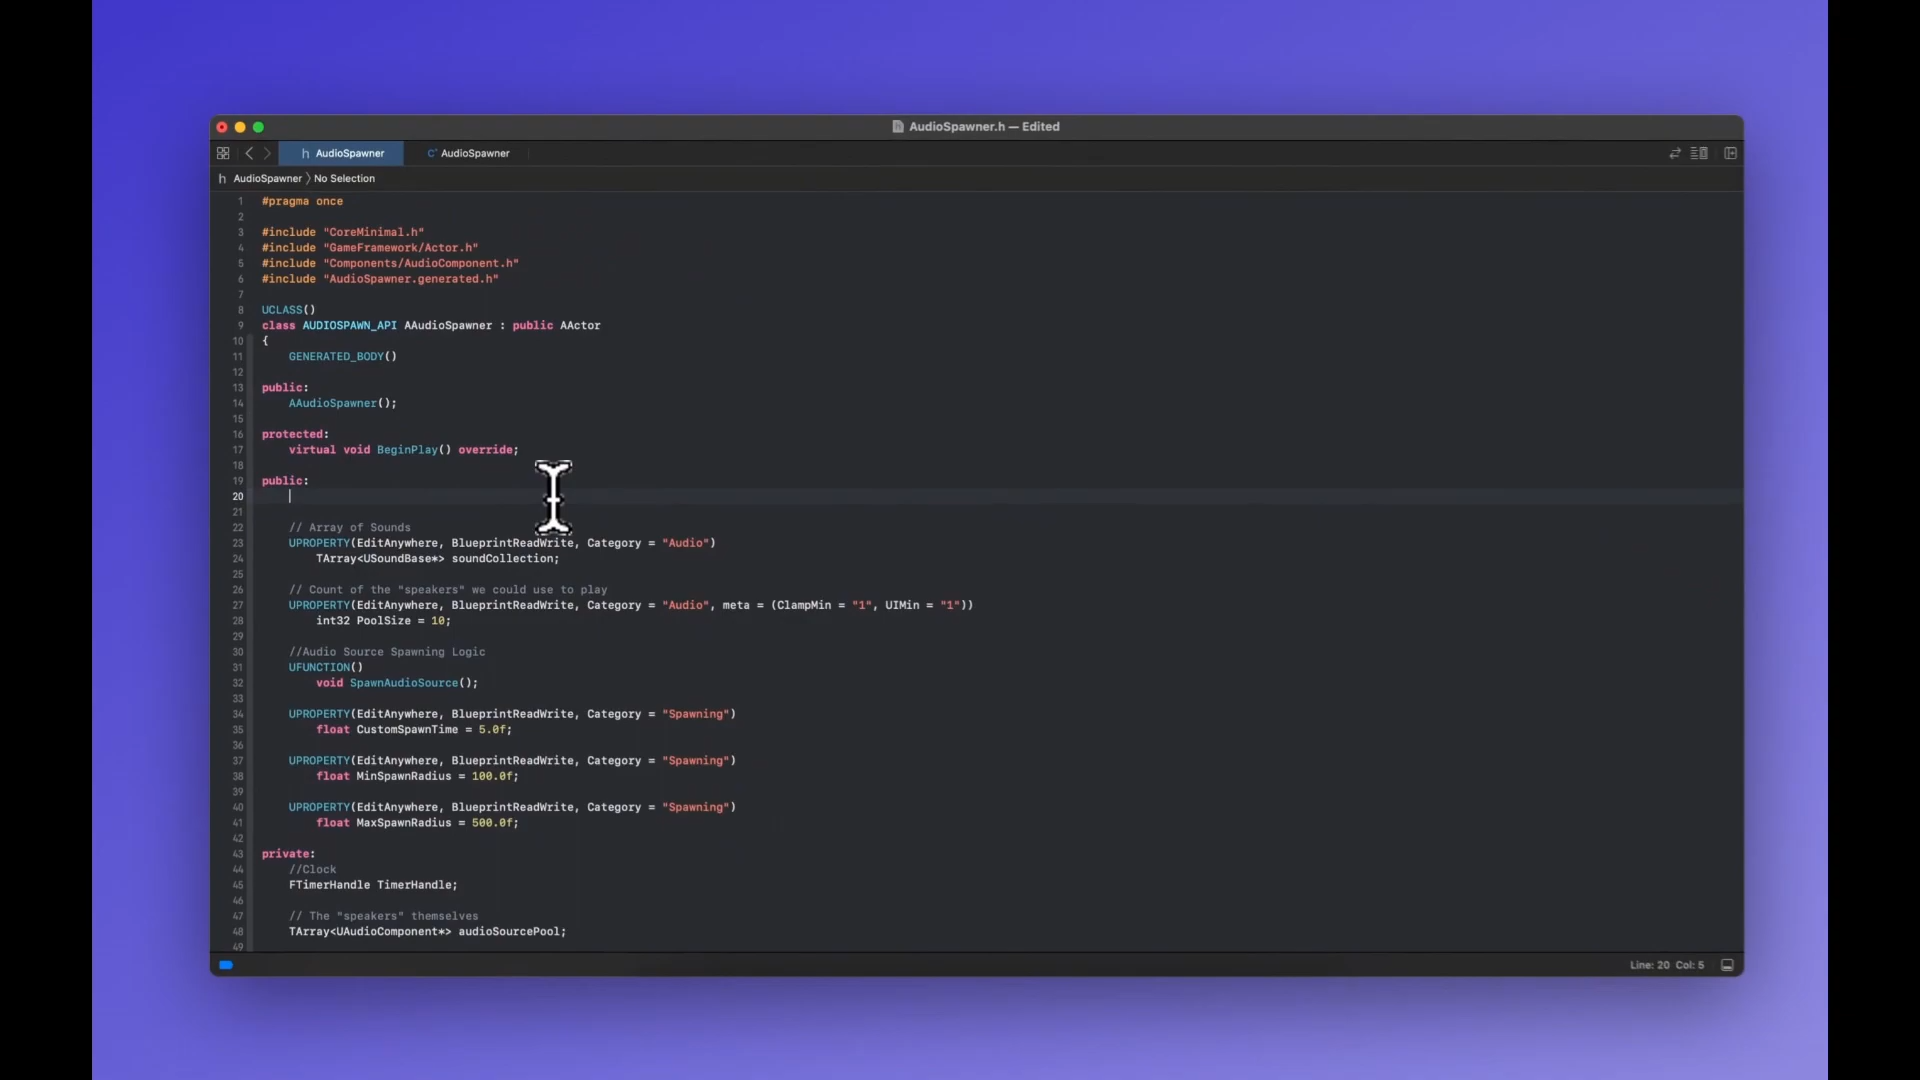 AudioSpawner.h — Edited
h AudioSpawner
C AudioSpawner
h AudioSpawner 〉 No Selection
1 #pragma once
2
3 #include "CoreMinimal.h"
4 #include "GameFramework/Actor.h"
5 #include "Components/AudioComponent.h"
6 #include "AudioSpawner.generated.h"
7
8 UCLASS()
9 class AUDIOSPAWN_API AAudioSpawner : public AActor
10 {
11 GENERATED_BODY()
12
13 public:
14 AAudioSpawner();
15
16 protected:
17 virtual void BeginPlay() override;
18
19 public:
20
21
22 // Array of Sounds
23 UPROPERTY(EditAnywhere, BlueprintReadWrite, Category = "Audio")
24 TArray<USoundBase*> soundCollection;
25
26 // Count of the "speakers" we could use to play
27 UPROPERTY(EditAnywhere, BlueprintReadWrite, Category = "Audio", meta = (ClampMin = "1", UIMin = "1"))
28 int32 PoolSize = 10;
29
30 //Audio Source Spawning Logic
31 UFUNCTION()
32 void SpawnAudioSource();
33
34 UPROPERTY(EditAnywhere, BlueprintReadWrite, Category = "Spawning")
35 float CustomSpawnTime = 5.0f;
36
37 UPROPERTY(EditAnywhere, BlueprintReadWrite, Category = "Spawning")
38 float MinSpawnRadius = 100.0f;
39
40 UPROPERTY(EditAnywhere, BlueprintReadWrite, Category = "Spawning")
41 float MaxSpawnRadius = 500.0f;
42
43 private:
44 //Clock
45 FTimerHandle TimerHandle;
46
47 // The "speakers" themselves
48 TArray<UAudioComponent*> audioSourcePool;
49
Line: 20 Col: 5